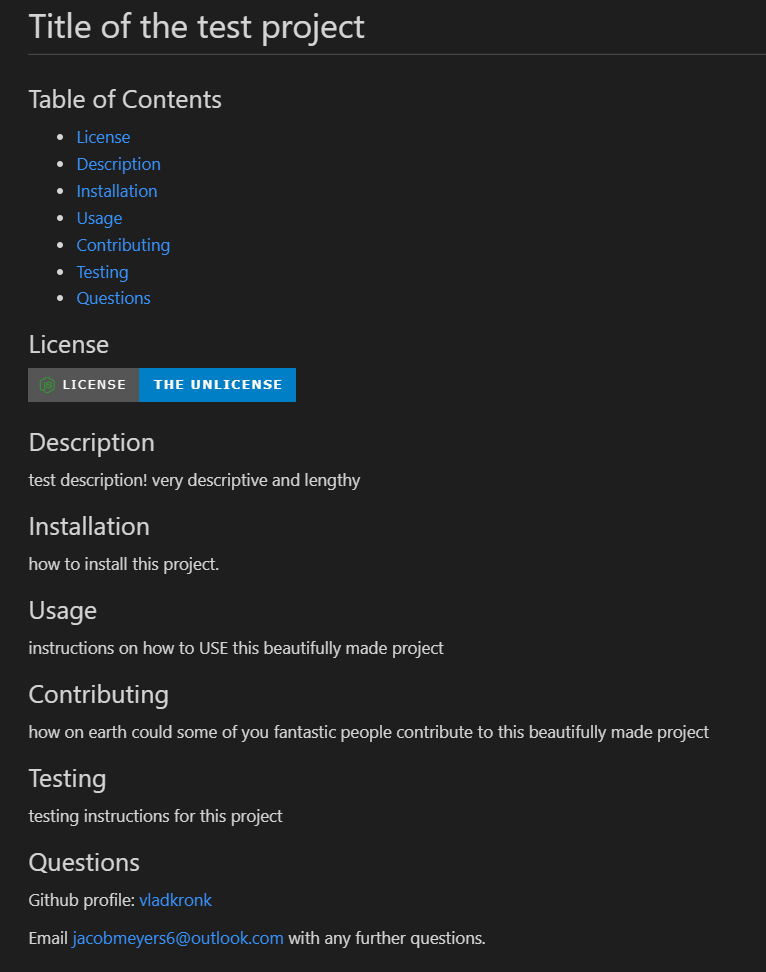 Title of the test project
Table of Contents
License
Description
Installation
Usage
Contributing
Testing
Questions
License
LICENSE THE UNLICENSE
Description
test description! very descriptive and lengthy
Installation
how to install this project.
Usage
instructions on how to USE this beautifully made project
Contributing
how on earth could some of you fantastic people contribute to this beautifully made project
Testing
testing instructions for this project
Questions
Github profile: vladkronk
Email jacobmeyers6@outlook.com with any further questions.